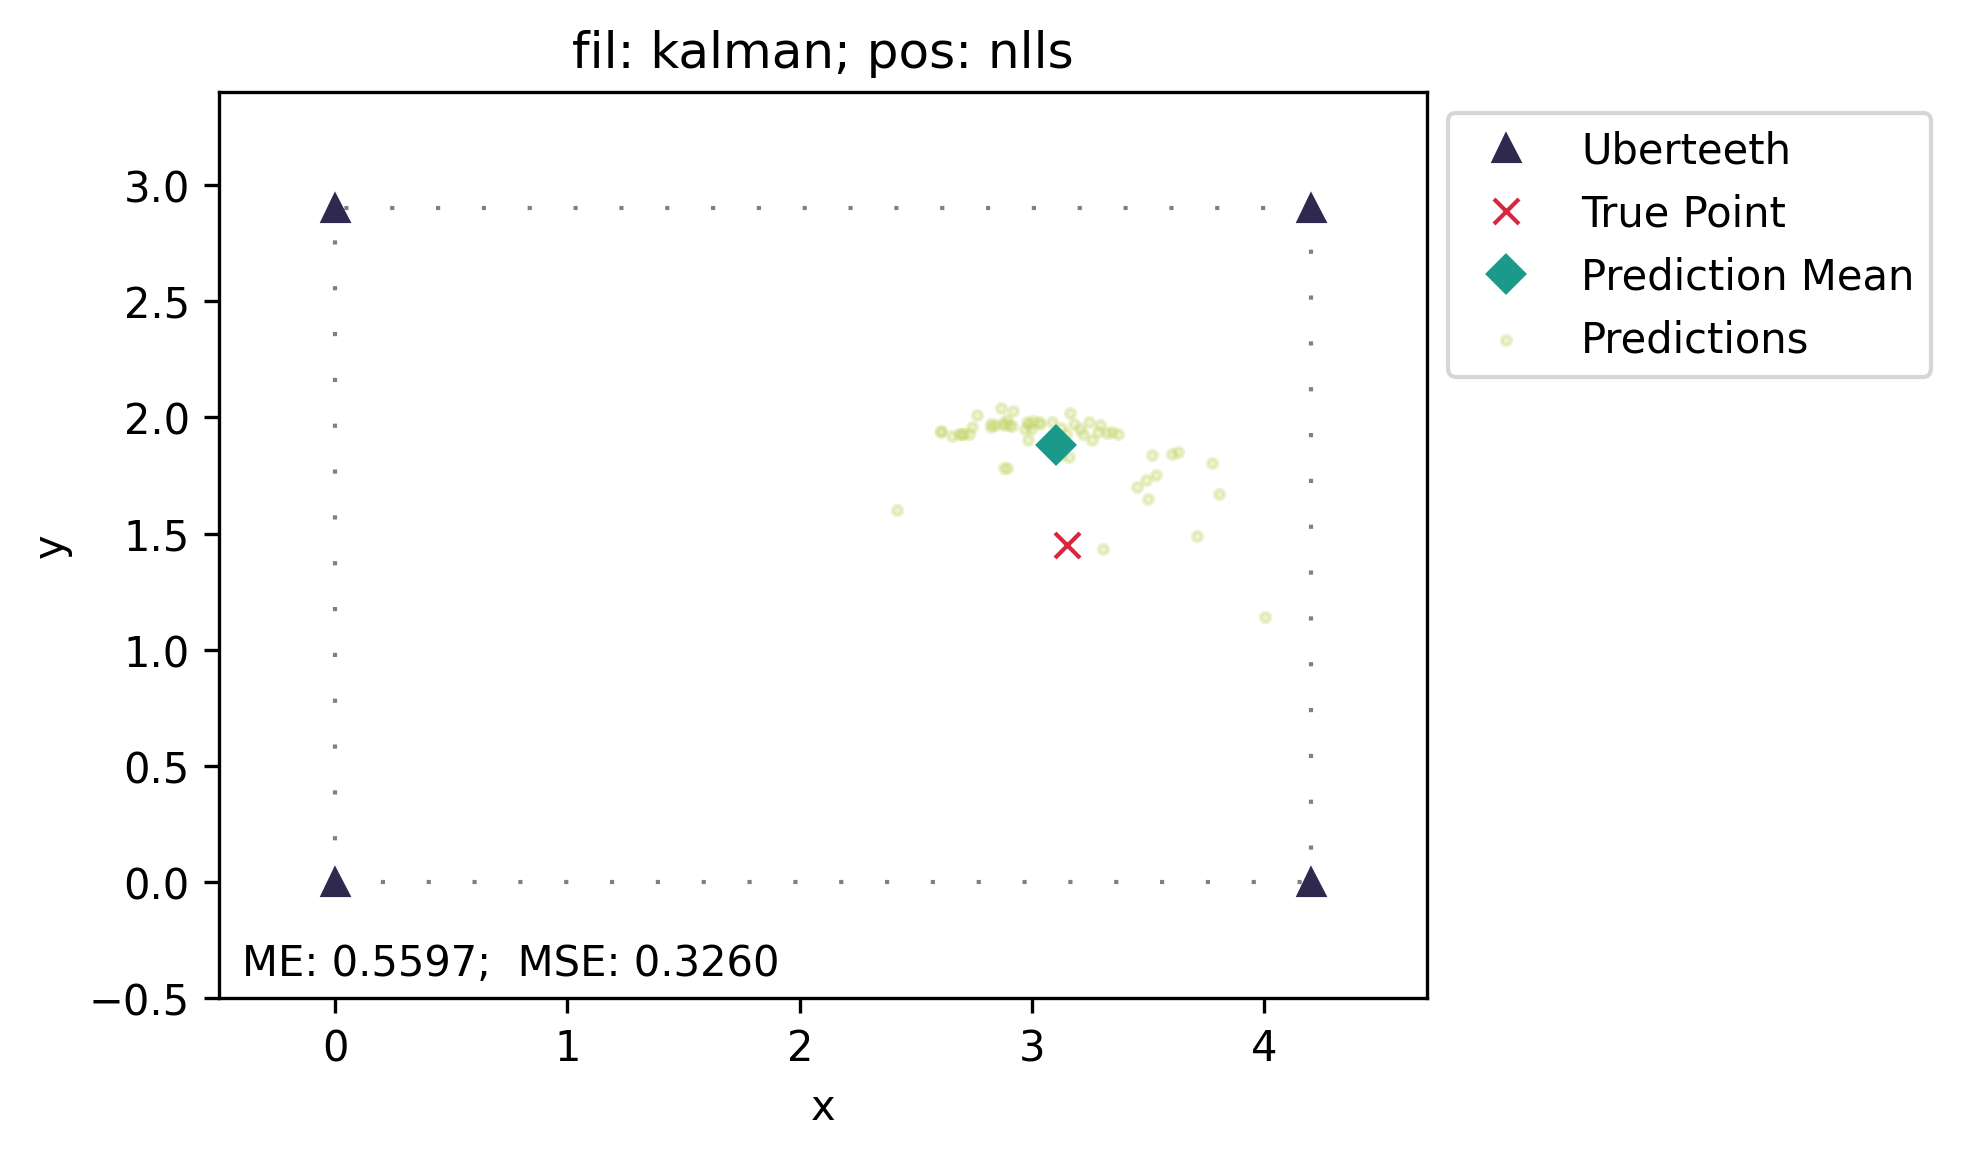 fil: kalman; pos: nlls
Uberteeth
True Point
Prediction Mean
Predictions
y
3.0
2.5
2.0
1.5
1.0
0.5
0.0
−0.5
ME: 0.5597;  MSE: 0.3260
0 1 2 3 4
x